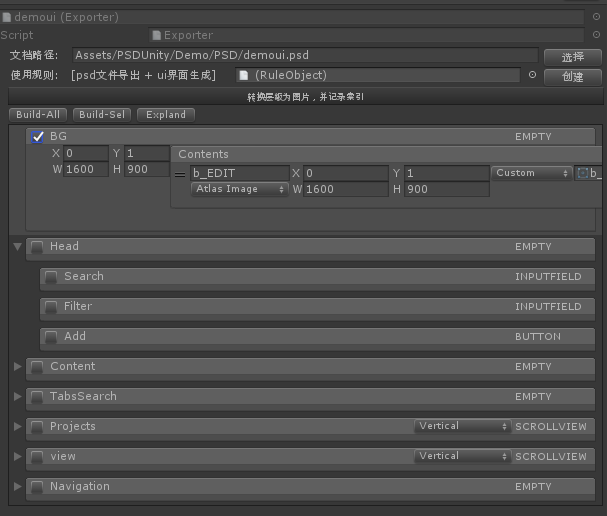 demoui (Exporter)
Script Exporter
文档路径: Assets/PSDUnity/Demo/PSD/demoui.psd 选择
使用规则: [psd文件导出 + ui界面生成] (RuleObject) 创建
转换层级为图片，并记录索引
Build-All Build-Sel Expland
BG EMPTY
X 0 Y 1 Contents
W 1600 H 900 b_EDIT X 0 Y 1 Custom b_
Atlas Image W 1600 H 900
Head EMPTY
Search INPUTFIELD
Filter INPUTFIELD
Add BUTTON
Content EMPTY
TabsSearch EMPTY
Projects Vertical SCROLLVIEW
view Vertical SCROLLVIEW
Navigation EMPTY